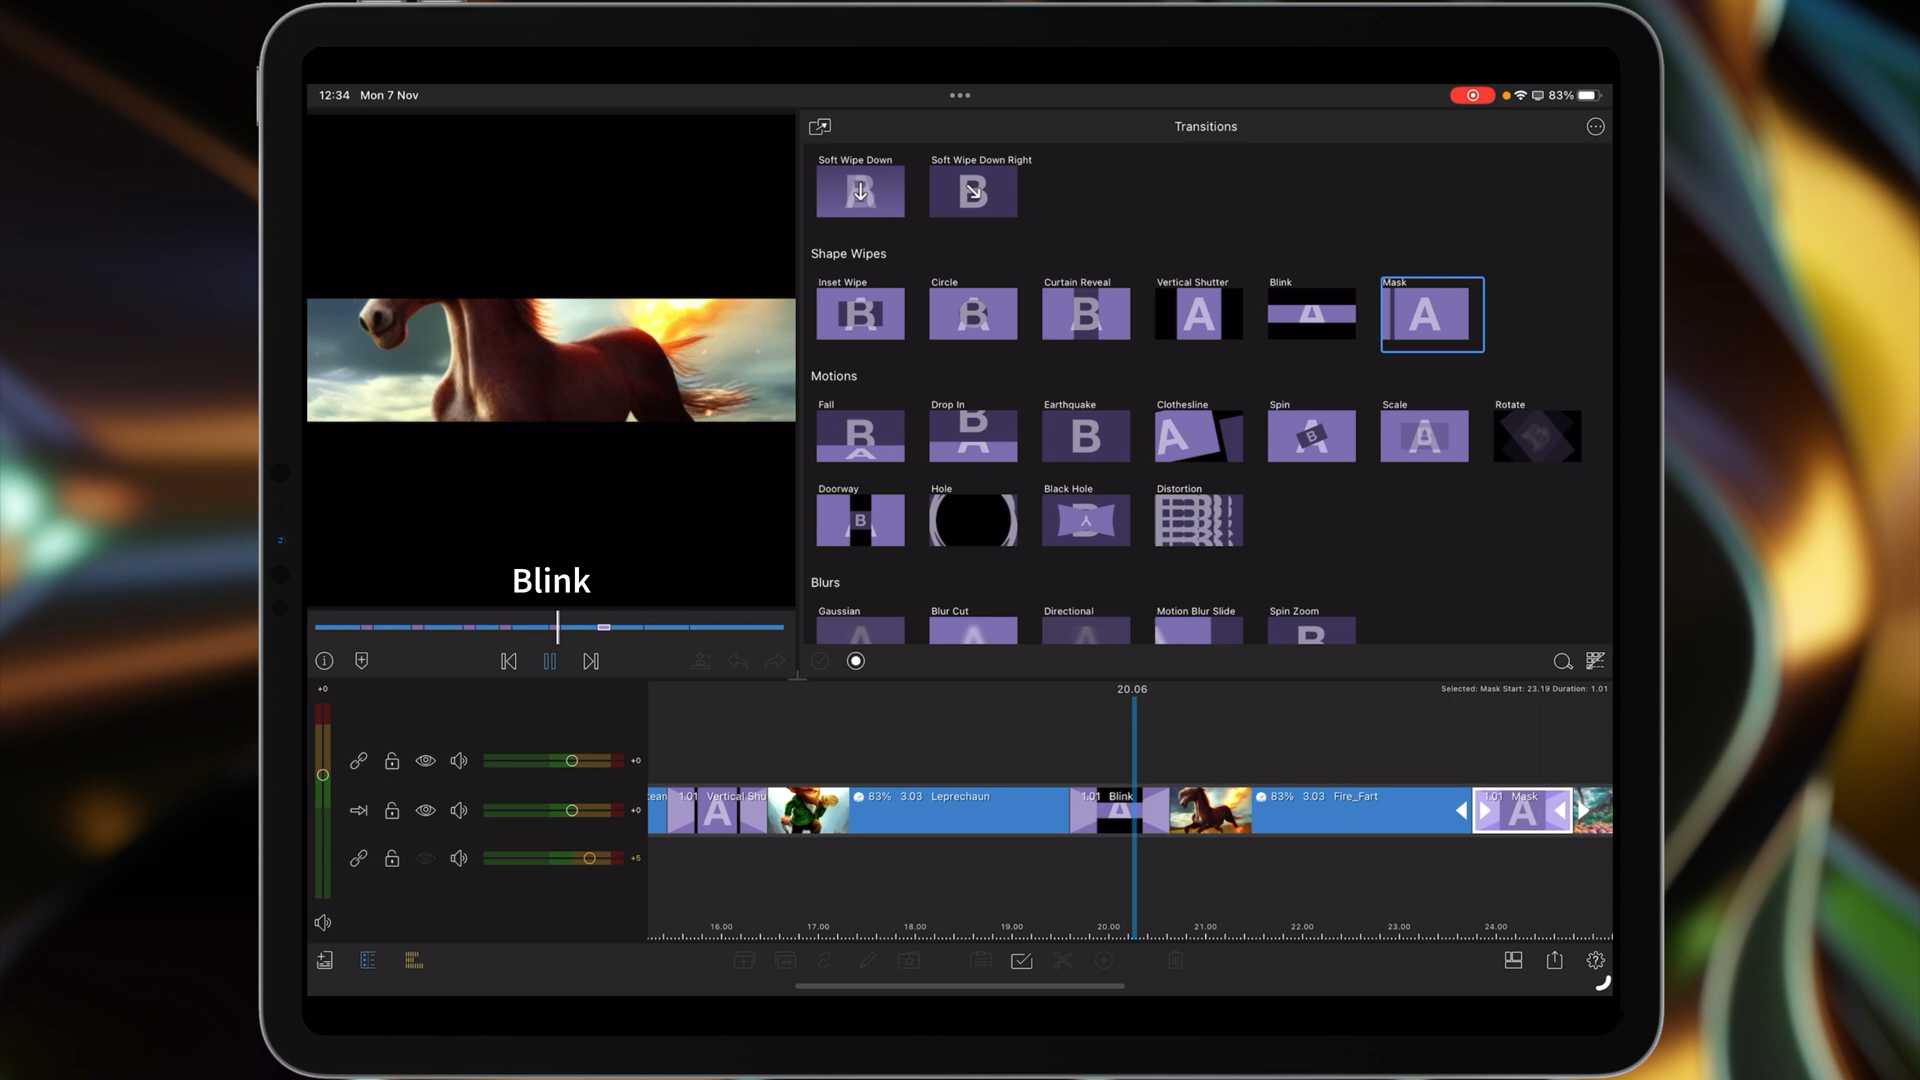 12:34 Mon 7 Nov
83%
Transitions
Soft Wipe Down
Soft Wipe Down Right
B
Shape Wipes
Inset Wipe
Circle
Curtain Reveal
Vertical Shutter
Blink
Mask
B
B
B
A
A
A
Motions
Fall
Drop In
Earthquake
Clothesline
Spin
Scale
Rotate
B
B
A
B
A
B
A
B
Doorway
Hole
Black Hole
Distortion
B
Blurs
Gaussian
Blur Cut
Directional
Motion Blur Slide
Spin Zoom
Blink
+0
20.06
Selected: Mask Start: 23.19 Duration: 1.01
+0
+0
+5
1.01 Vertical Shu
A
83% 3.03 Leprechaun
1.01 Blink
A
83% 3.03 Fire_Fart
1.01 Mask
A
16.00
17.00
18.00
19.00
20.00
21.00
22.00
23.00
24.00